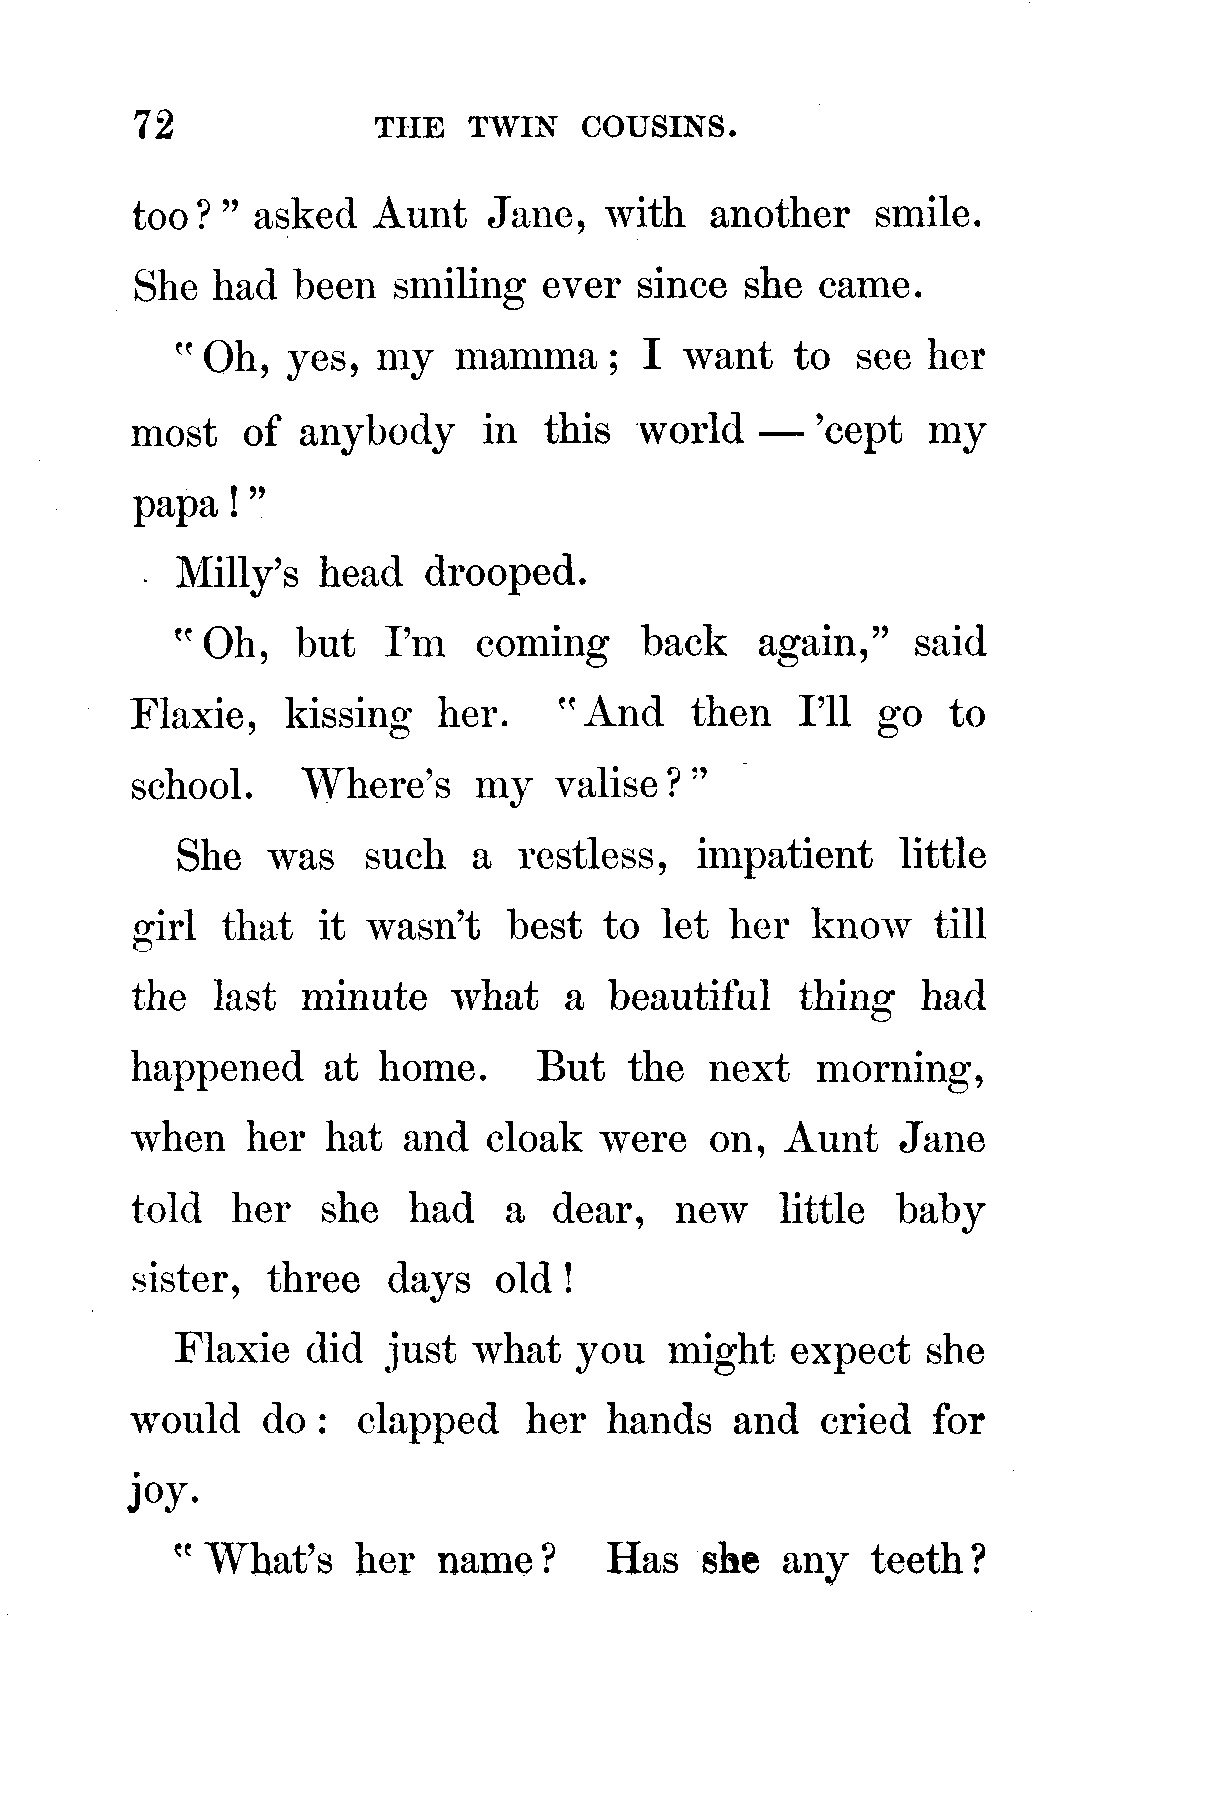 72 THE TWIN COUSINS.
too?" asked Aunt Jane, with another smile.
She had been smiling ever since she came.
"Oh, yes, my mamma; I want to see her
most of anybody in this world — 'cept my
papa!"
Milly's head drooped.
"Oh, but I'm coming back again," said
Flaxie, kissing her. "And then I'll go to
school. Where's my valise?"
She was such a restless, impatient little
girl that it wasn't best to let her know till
the last minute what a beautiful thing had
happened at home. But the next morning,
when her hat and cloak were on, Aunt Jane
told her she had a dear, new little baby
sister, three days old!
Flaxie did just what you might expect she
would do: clapped her hands and cried for
joy.
"What's her name? Has she any teeth?